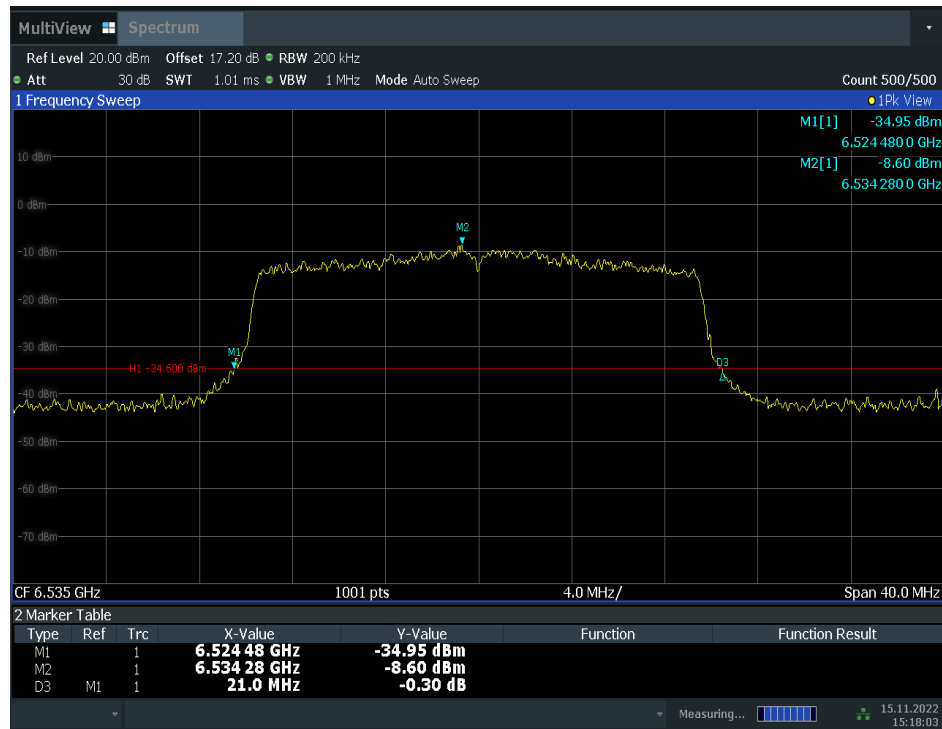 MultiView Spectrum
Ref Level 20.00 dBm Offset 17.20 dB RBW 200 kHz
Att 30 dB SWT 1.01 ms VBW 1 MHz Mode Auto Sweep Count 500/500
1 Frequency Sweep 1Pk View
M1[1] -34.95 dBm
6.524 480 0 GHz
10 dBm
M2[1] -8.60 dBm
6.534 280 0 GHz
0 dBm
M2
-10 dBm
-20 dBm
-30 dBm
M1
D3
H1 -34.600 dBm
-40 dBm
-50 dBm
-60 dBm
-70 dBm
CF 6.535 GHz 1001 pts 4.0 MHz/ Span 40.0 MHz
2 Marker Table
Type Ref Trc X-Value Y-Value Function Function Result
M1 1 6.524 48 GHz -34.95 dBm
M2 1 6.534 28 GHz -8.60 dBm
D3 M1 1 21.0 MHz -0.30 dB
Measuring... 15.11.2022
15:18:03